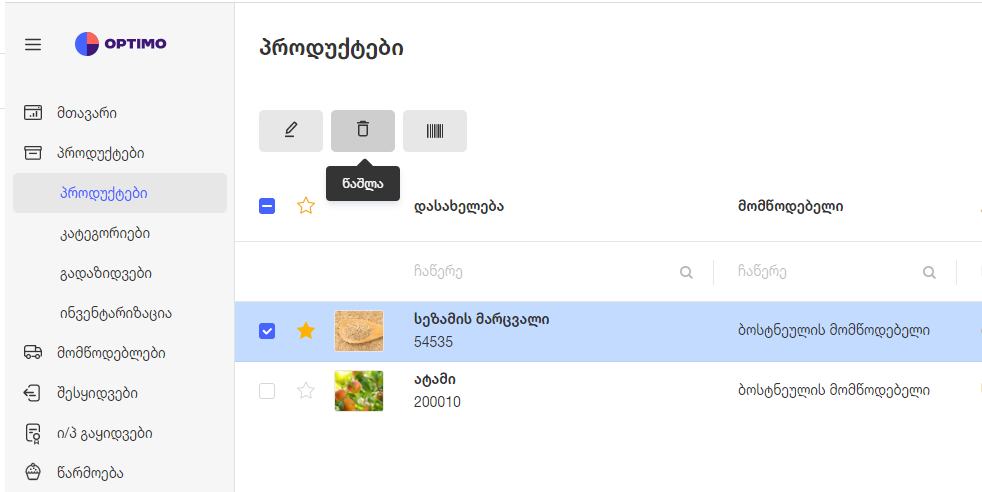 OPTIMO
პროდუქტები
მთავარი
პროდუქტები
პროდუქტები
კატეგორიები
გადაზიდვები
ინვენტარიზაცია
მომწოდებლები
შესყიდვები
ი/პ გაყიდვები
წარმოება
წაშლა
დასახელება
მომწოდებელი
ჩაწერე
ჩაწერე
სეზამის მარცვალი
54535
ბოსტნეულის მომწოდებელი
ატამი
200010
ბოსტნეულის მომწოდებელი